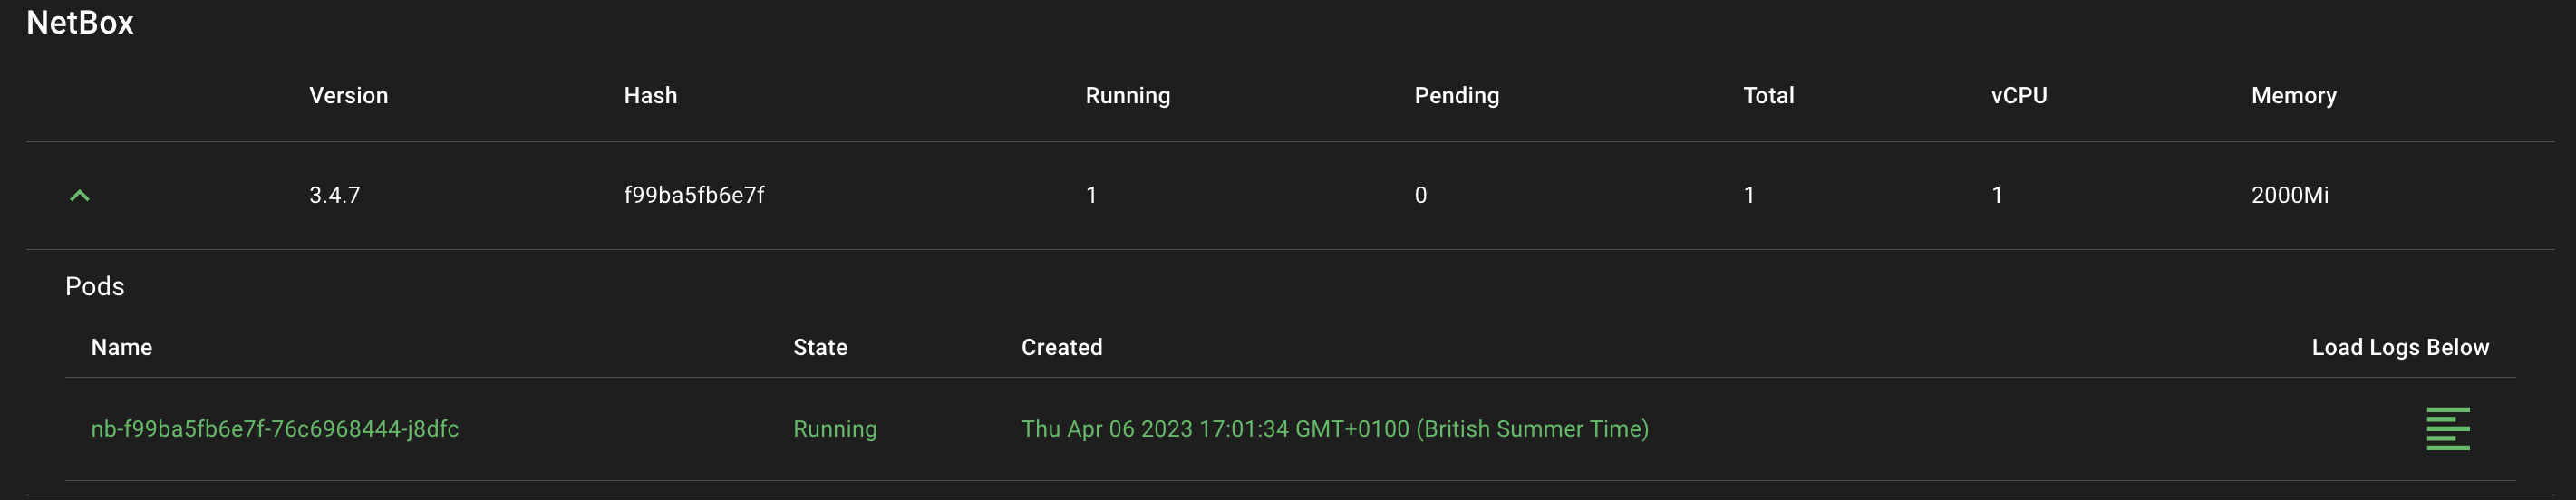 NetBox
Version Hash Running Pending Total vCPU Memory
3.4.7 f99ba5fb6e7f 1 0 1 1 2000Mi
Pods
Name State Created Load Logs Below
nb-f99ba5fb6e7f-76c6968444-j8dfc Running Thu Apr 06 2023 17:01:34 GMT+0100 (British Summer Time)